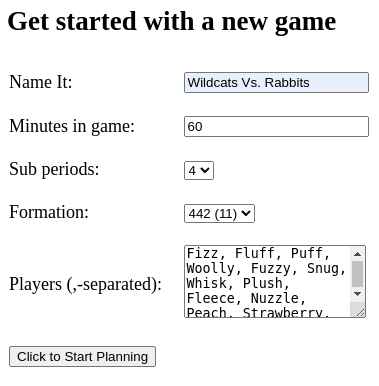 Get started with a new game
Name It:
Wildcats Vs. Rabbits
Minutes in game:
60
Sub periods:
4
Formation:
442 (11)
Players (,-separated):
Fizz, Fluff, Puff,
Woolly, Fuzzy, Snug,
Whisk, Plush,
Fleece, Nuzzle,
Peach, Strawberry,
Click to Start Planning